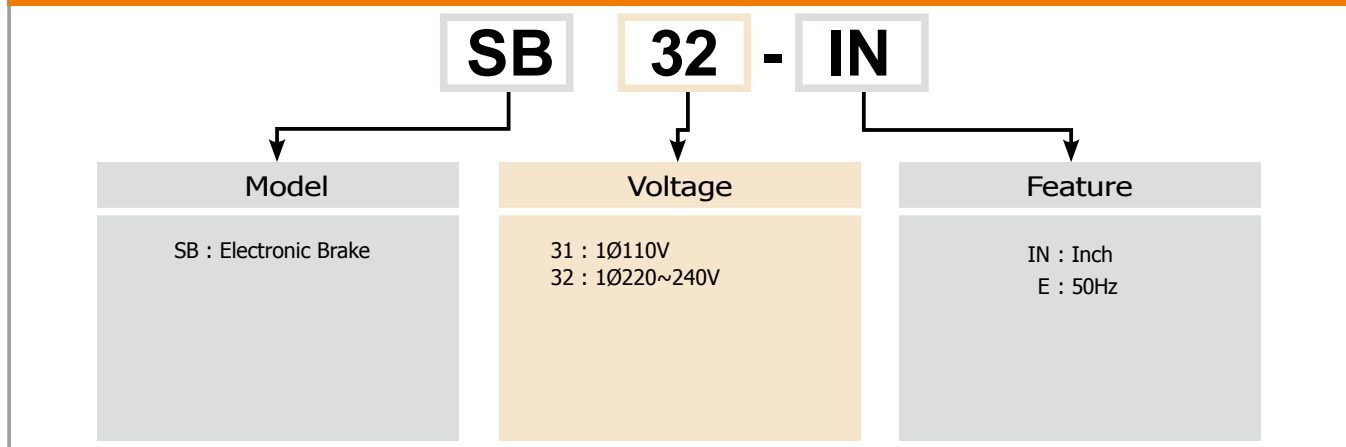 SB 32 - IN
Model
SB : Electronic Brake
Voltage
31 : 1Ø110V
32 : 1Ø220~240V
Feature
IN : Inch
E : 50Hz